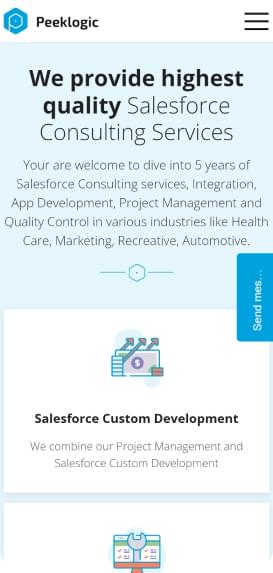 Peeklogic
We provide highest
quality Salesforce
Consulting Services
Your are welcome to dive into 5 years of
Salesforce Consulting services, Integration,
App Development, Project Management and
Quality Control in various industries like Health
Care, Marketing, Recreative, Automotive.
Send mes...
Salesforce Custom Development
We combine our Project Management and
Salesforce Custom Development